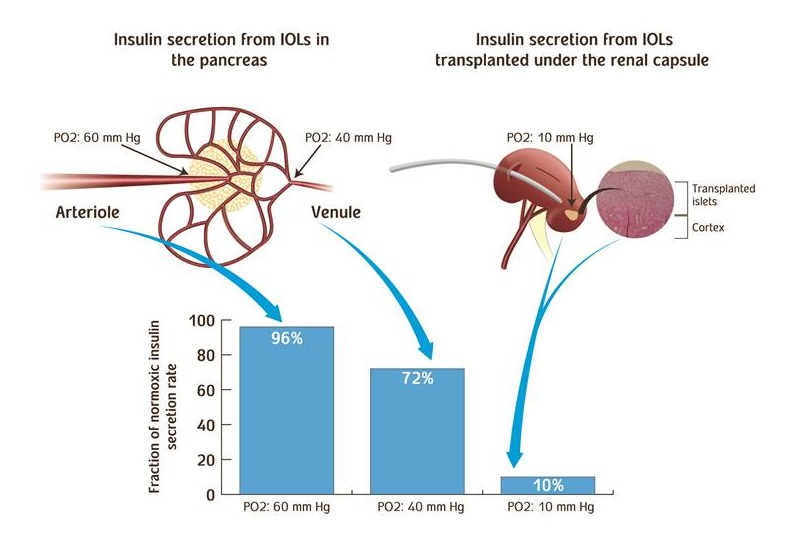 Insulin secretion from IOLs in
the pancreas
Insulin secretion from IOLs
transplanted under the renal capsule
PO2: 60 mm Hg
PO2: 40 mm Hg
PO2: 10 mm Hg
Transplanted
islets
Cortex
Arteriole
Venule
Fraction of normoxic insulin
secretion rate
100
80
60
40
20
0
96%
72%
10%
PO2: 60 mm Hg
PO2: 40 mm Hg
PO2: 10 mm Hg